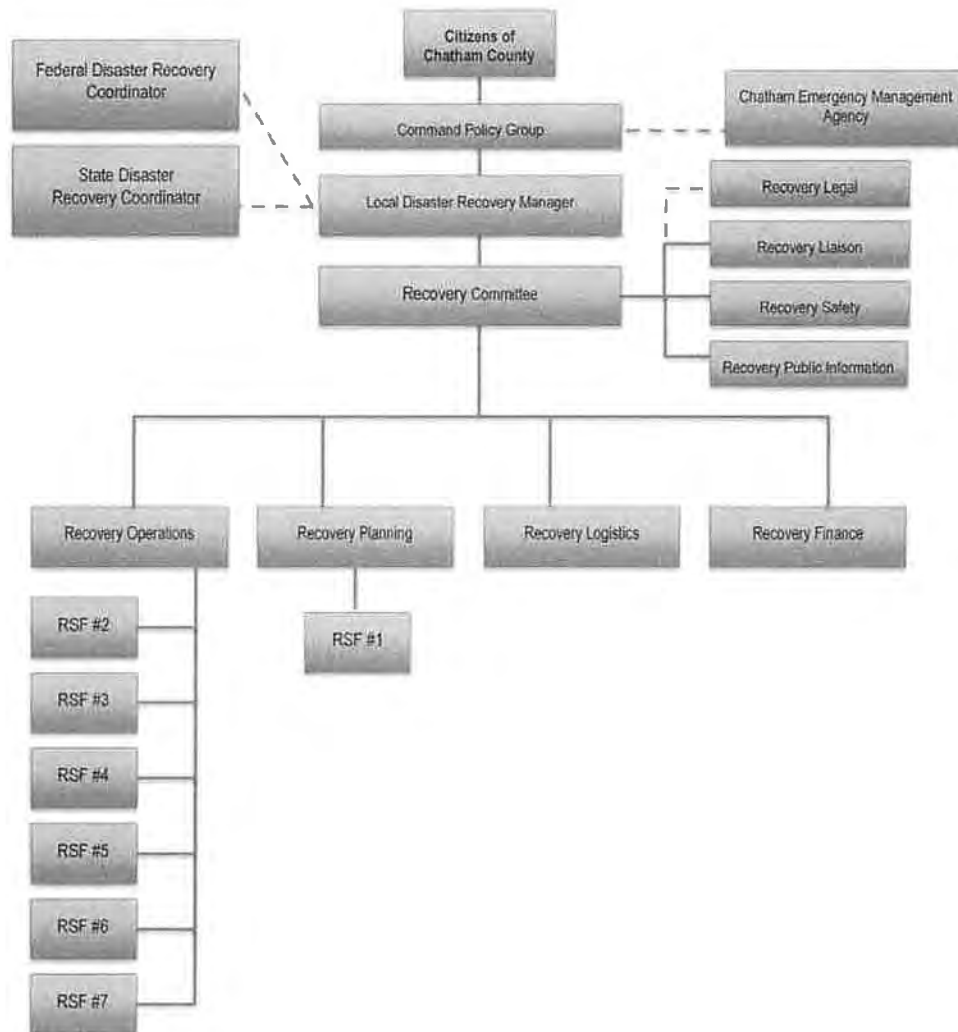 Citizens of
Chatham County
Federal Disaster Recovery
Coordinator
Command Policy Group
Chatham Emergency Management
Agency
State Disaster
Recovery Coordinator
Local Disaster Recovery Manager
Recovery Legal
Recovery Liaison
Recovery Committee
Recovery Safety
Recovery Public Information
Recovery Operations
Recovery Planning
Recovery Logistics
Recovery Finance
RSF #2
RSF #1
RSF #3
RSF #4
RSF #5
RSF #6
RSF #7